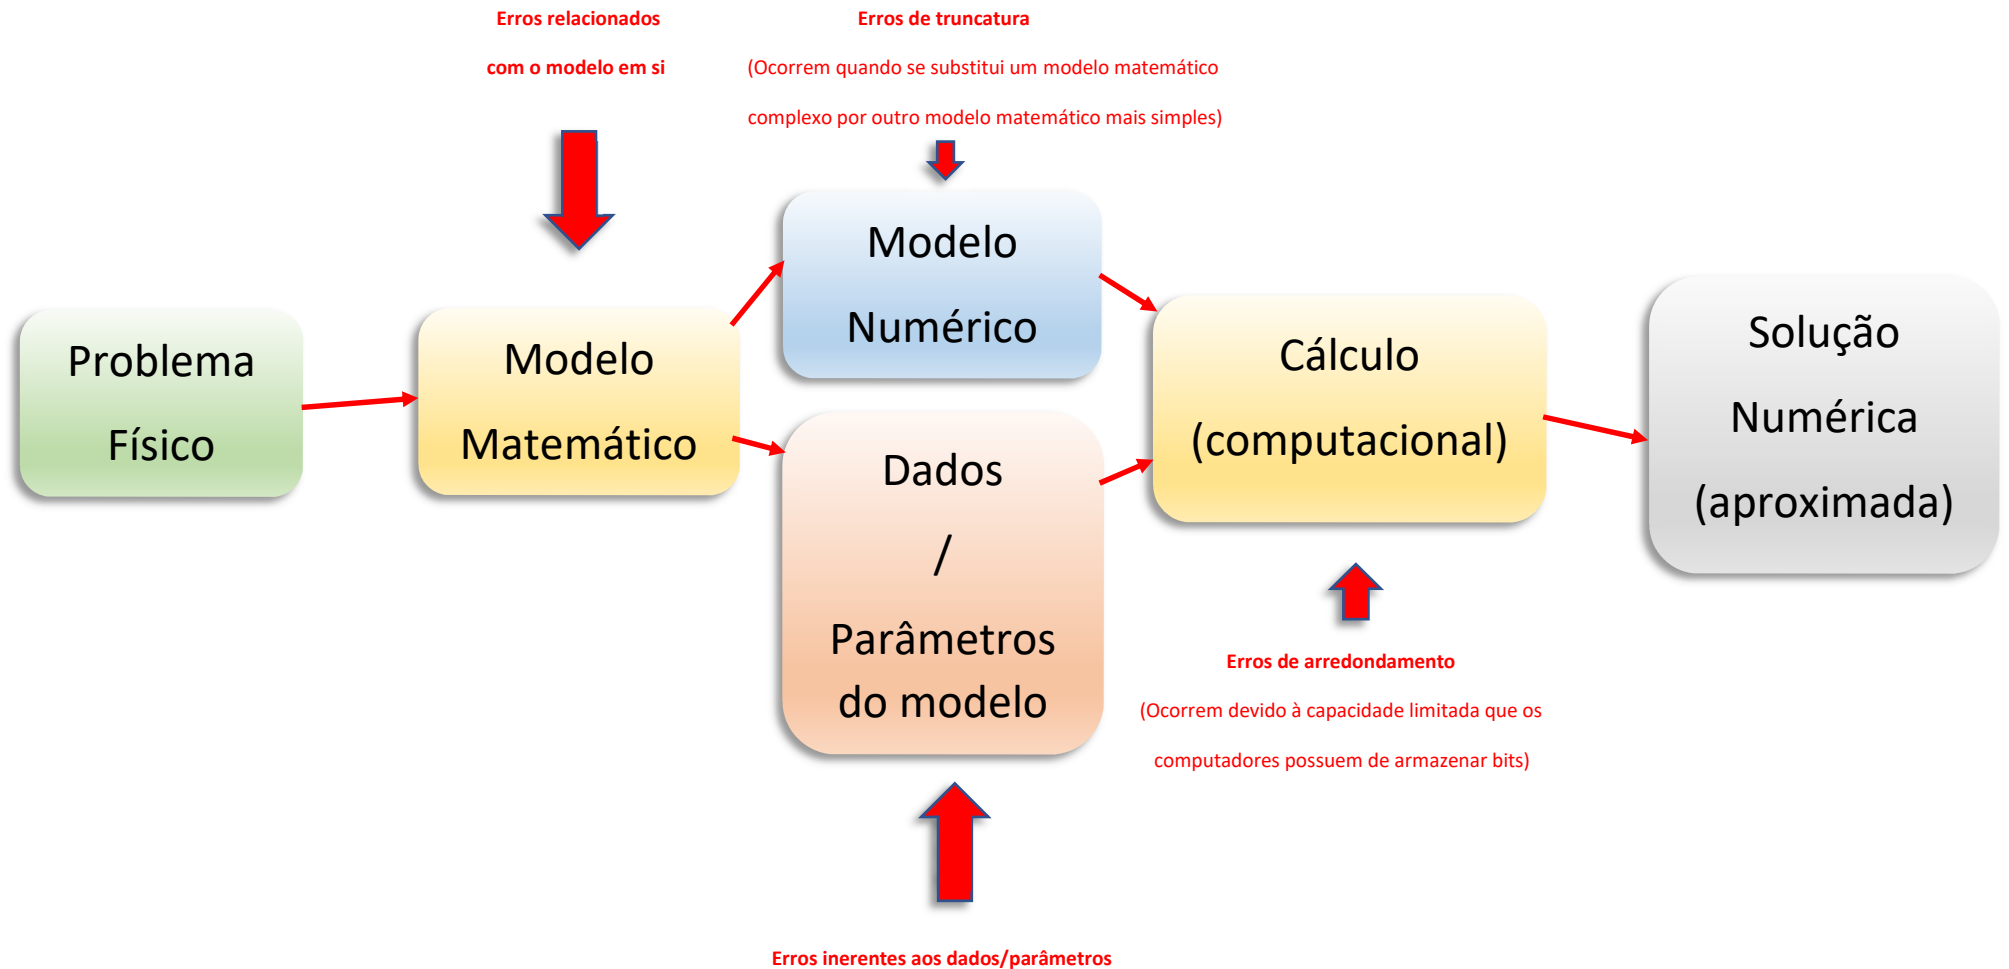 Erros relacionados
com o modelo em si
Erros de truncatura
(Ocorrem quando se substitui um modelo matemático
complexo por outro modelo matemático mais simples)
Problema
Físico
Modelo
Matemático
Modelo
Numérico
Dados
/
Parâmetros
do modelo
Cálculo
(computacional)
Solução
Numérica
(aproximada)
Erros de arredondamento
(Ocorrem devido à capacidade limitada que os
computadores possuem de armazenar bits)
Erros inerentes aos dados/parâmetros